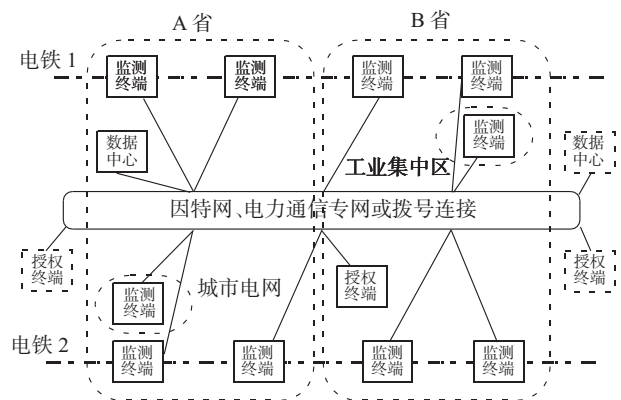 A 省
B 省
电铁 1
监测
终端
监测
终端
监测
终端
监测
终端
监测
终端
数据
中心
数据
中心
工业集中区
因特网、电力通信专网或拨号连接
授权
终端
授权
终端
授权
终端
监测
终端
城市电网
电铁 2
监测
终端
监测
终端
监测
终端
监测
终端